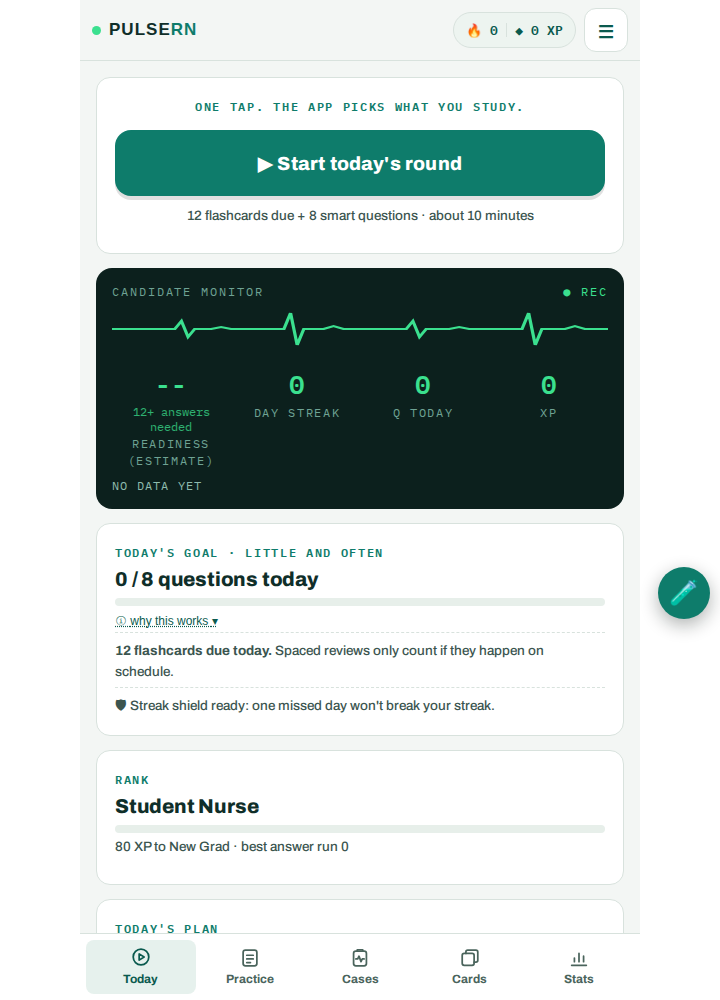 PULSERN
🔥 0 ◆ 0 XP
ONE TAP. THE APP PICKS WHAT YOU STUDY.
▶ Start today's round
12 flashcards due + 8 smart questions · about 10 minutes
CANDIDATE MONITOR
● REC
--
12+ answers
needed
READINESS
(ESTIMATE)
0
DAY STREAK
0
Q TODAY
0
XP
NO DATA YET
TODAY'S GOAL · LITTLE AND OFTEN
0 / 8 questions today
ⓘ why this works ▾
12 flashcards due today. Spaced reviews only count if they happen on
schedule.
Streak shield ready: one missed day won't break your streak.
RANK
Student Nurse
80 XP to New Grad · best answer run 0
TODAY'S PLAN
Today
Practice
Cases
Cards
Stats